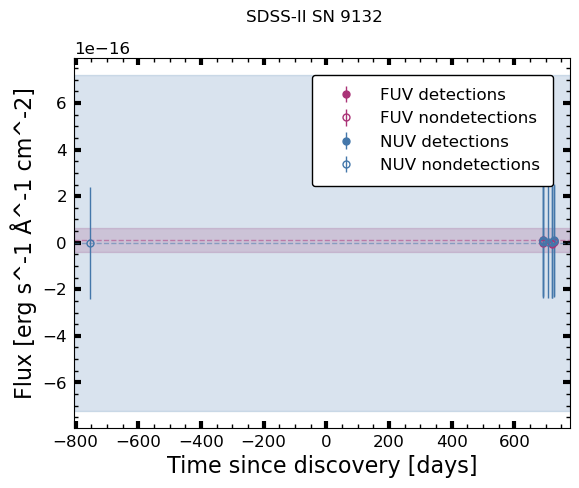 SDSS-II SN 9132
1e−16
FUV detections
FUV nondetections
NUV detections
NUV nondetections
6
4
2
0
−2
−4
−6
Flux [erg s^-1 Å^-1 cm^-2]
−800 −600 −400 −200 0 200 400 600
Time since discovery [days]